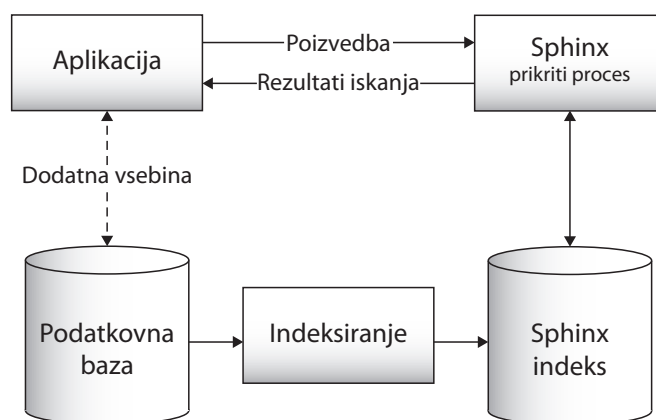 Aplikacija
Poizvedba
Rezultati iskanja
Sphinx
prikriti proces
Dodatna vsebina
Podatkovna
baza
Indeksiranje
Sphinx
indeks